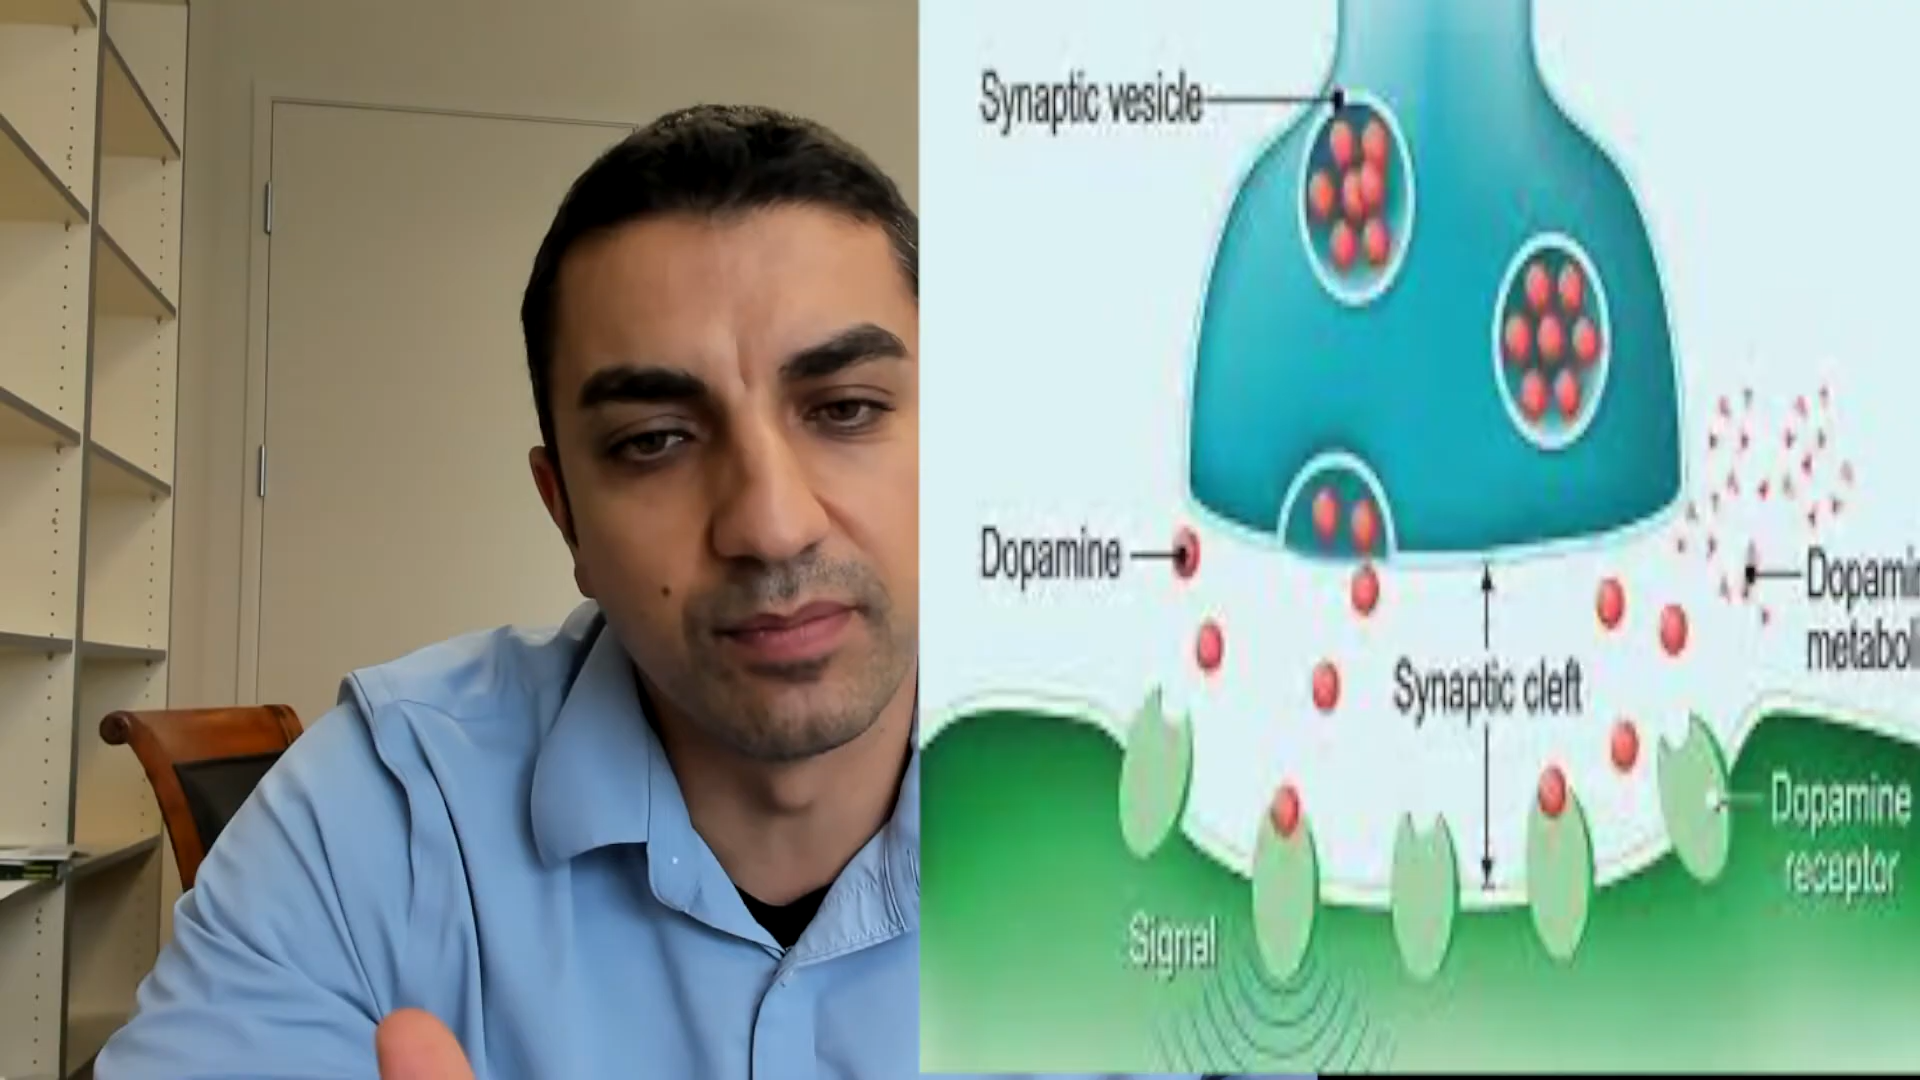 Synaptic vesicle
Dopamine
Synaptic cleft
Dopamine
receptor
Signal